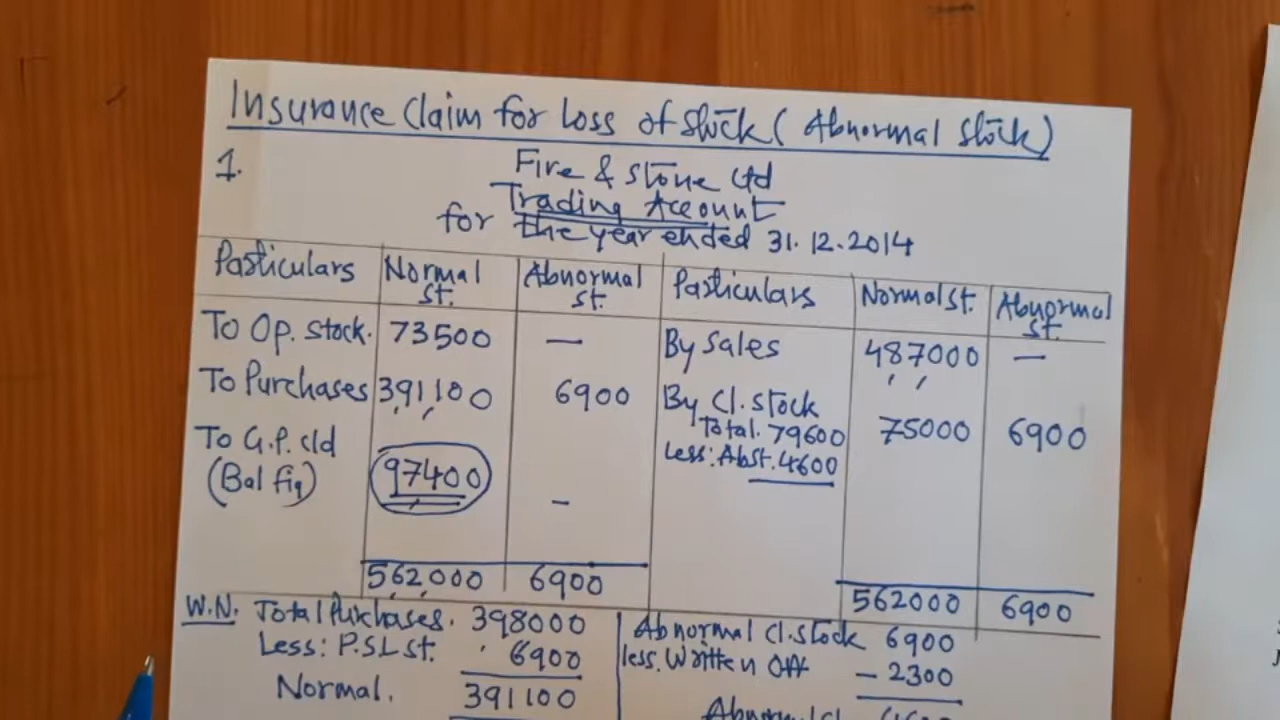 Insurance Claim for Loss of stock (Abnormal stock)
1. Fire & Stone Ltd
Trading Account
for the year ended 31.12.2014
Particulars Normal st. Abnormal st. Particulars Normal st. Abnormal st.
To Op. stock. 73500 — By Sales 487000 —
To Purchases 391100 6900 By Cl. stock 75000 6900
Total. 79600
Less: Ab st. 4600
To G.P. c/d 97400 –
(Bal fig)
562000 6900 562000 6900
W.N. Total Purchases. 398000
Less: P.SL st. 6900
Normal. 391100
Abnormal Cl. stock 6900
less. Written Off – 2300